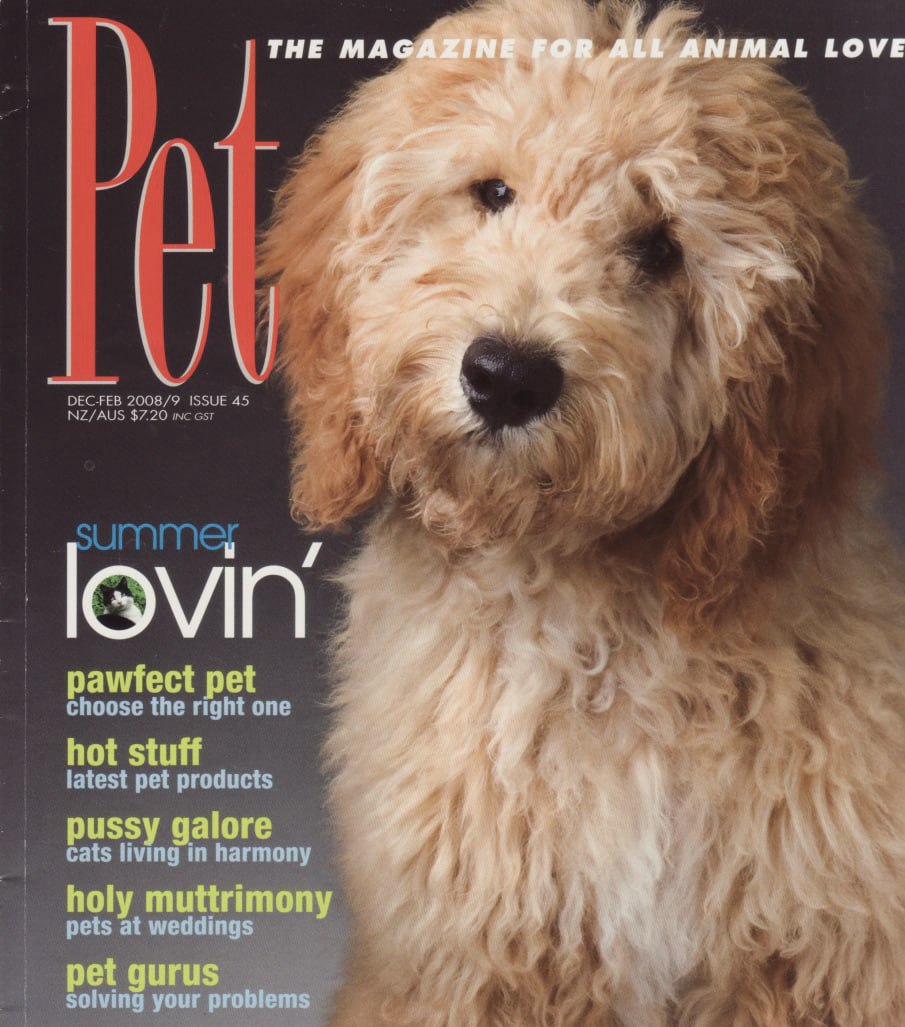 THE MAGAZINE FOR ALL ANIMAL LOVE
Pet
DEC-FEB 2008/9 ISSUE 45
NZ/AUS $7.20 INC GST
summer
lovin'
pawfect pet
choose the right one
hot stuff
latest pet products
pussy galore
cats living in harmony
holy muttrimony
pets at weddings
pet gurus
solving your problems